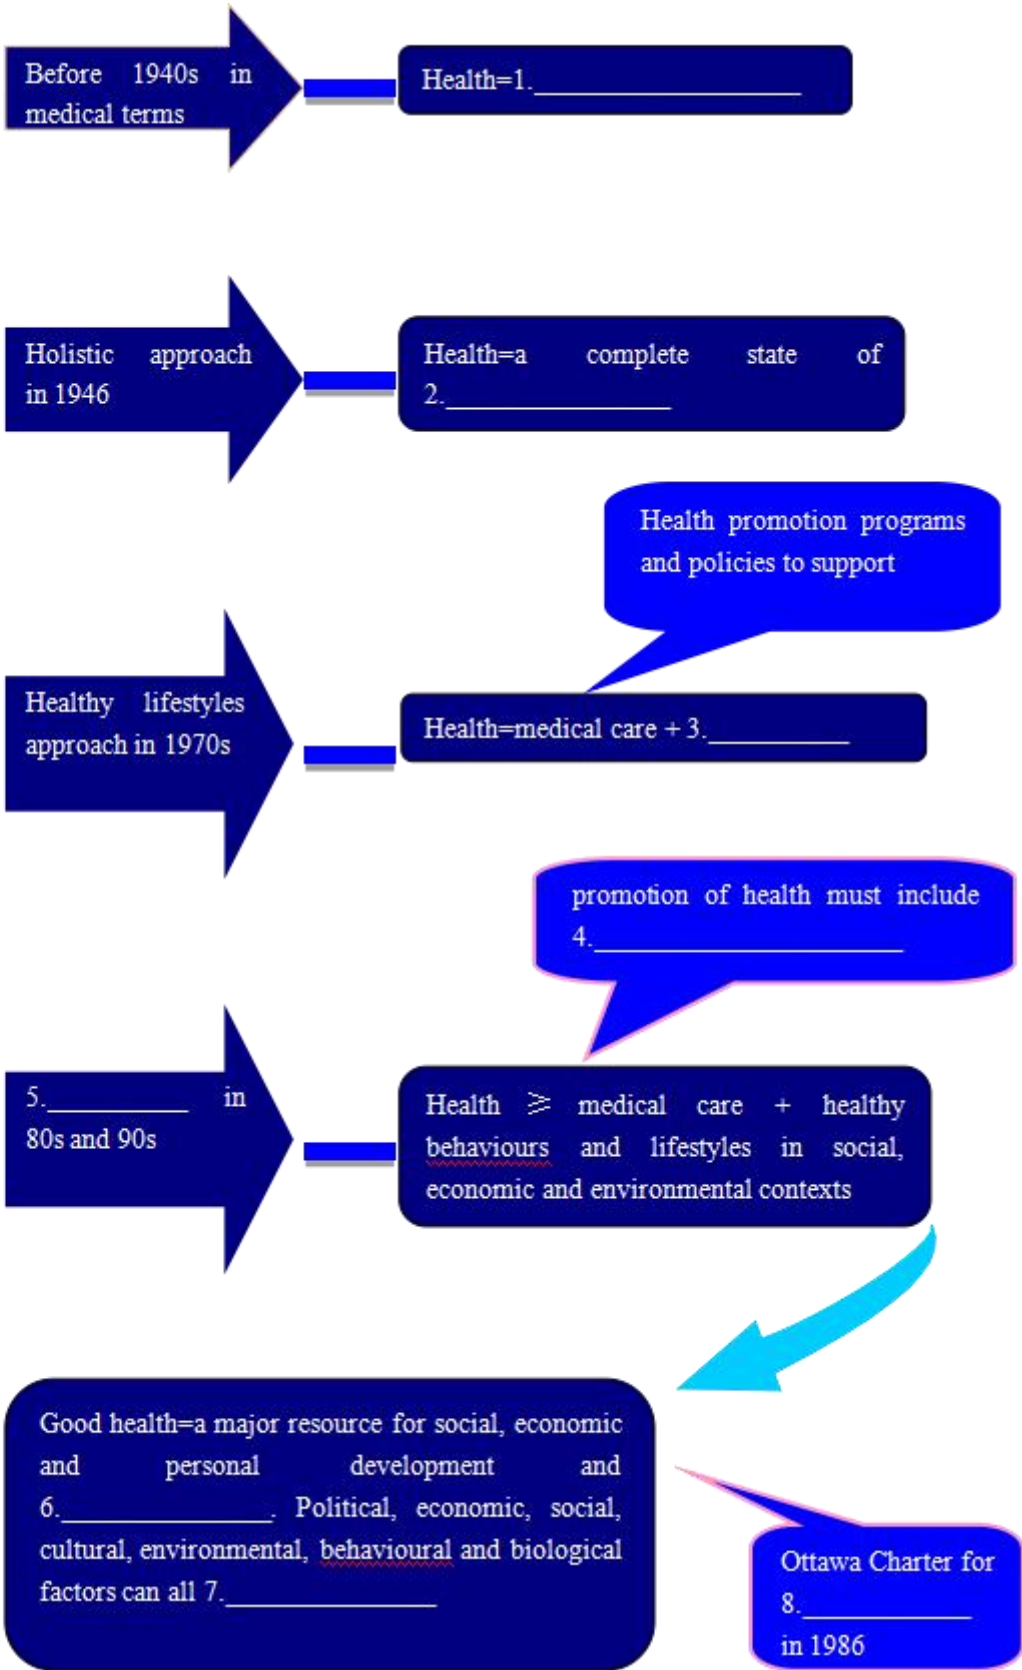 Before 1940s in
medical terms
Health=1.___________________
Holistic approach
in 1946
Health=a complete state of
2.________________
Health promotion programs
and policies to support
Healthy lifestyles
approach in 1970s
Health=medical care + 3.__________
promotion of health must include
4.______________________
5.__________ in
80s and 90s
Health ≥ medical care + healthy
behaviours and lifestyles in social,
economic and environmental contexts
Good health=a major resource for social, economic
and personal development and
6._______________. Political, economic, social,
cultural, environmental, behavioural and biological
factors can all 7._______________
Ottawa Charter for
8.____________
in 1986